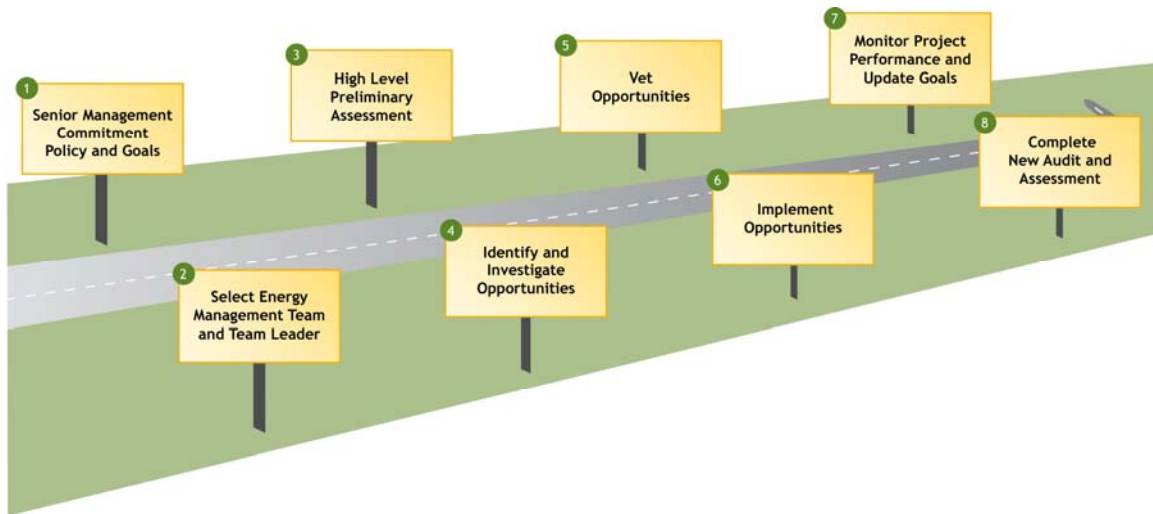 1
Senior Management
Commitment
Policy and Goals
2
Select Energy
Management Team
and Team Leader
3
High Level
Preliminary
Assessment
4
Identify and
Investigate
Opportunities
5
Vet
Opportunities
6
Implement
Opportunities
7
Monitor Project
Performance and
Update Goals
8
Complete
New Audit and
Assessment